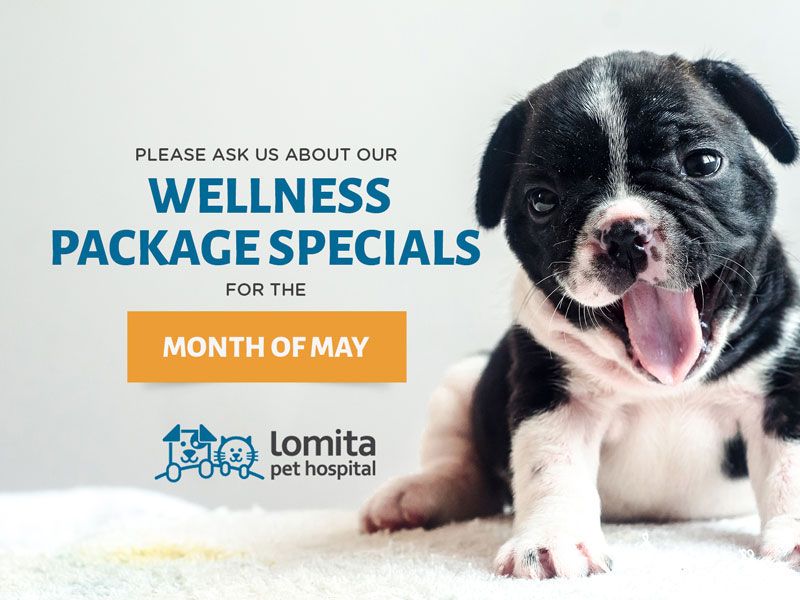 PLEASE ASK US ABOUT OUR
WELLNESS
PACKAGE SPECIALS
FOR THE
MONTH OF MAY
lomita
pet hospital